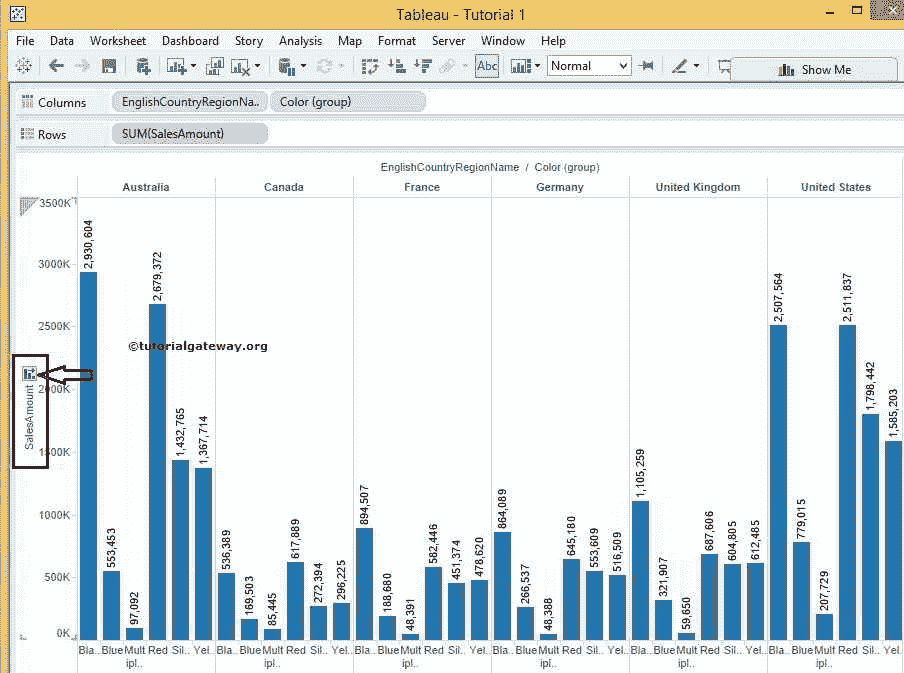 Tableau - Tutorial 1
File Data Worksheet Dashboard Story Analysis Map Format Server Window Help
Abc Normal Show Me
Columns EnglishCountryRegionNa.. Color (group)
Rows SUM(SalesAmount)
EnglishCountryRegionName / Color (group)
Australia Canada France Germany United Kingdom United States
3500K
3000K
2500K
2000K
1500K
1000K
500K
0K
SalesAmount
©tutorialgateway.org
2,930,604 553,453 97,092 2,679,372 1,432,765 1,367,714
536,389 169,503 85,445 617,889 272,394 296,225
894,507 188,680 48,391 582,446 451,374 478,620
864,089 266,537 48,388 645,180 553,609 516,509
1,105,259 321,907 59,650 687,606 604,805 612,485
2,507,564 779,015 207,729 2,511,837 1,798,442 1,585,203
Bla.. Blue Mult Red Sil.. Yel.. Bla.. Blue Mult Red Sil.. Yel.. Bla.. Blue Mult Red Sil.. Yel.. Bla.. Blue Mult Red Sil.. Yel.. Bla.. Blue Mult Red Sil.. Yel.. Bla.. Blue Mult Red Sil.. Yel..
ipl.. ipl.. ipl.. ipl.. ipl.. ipl..